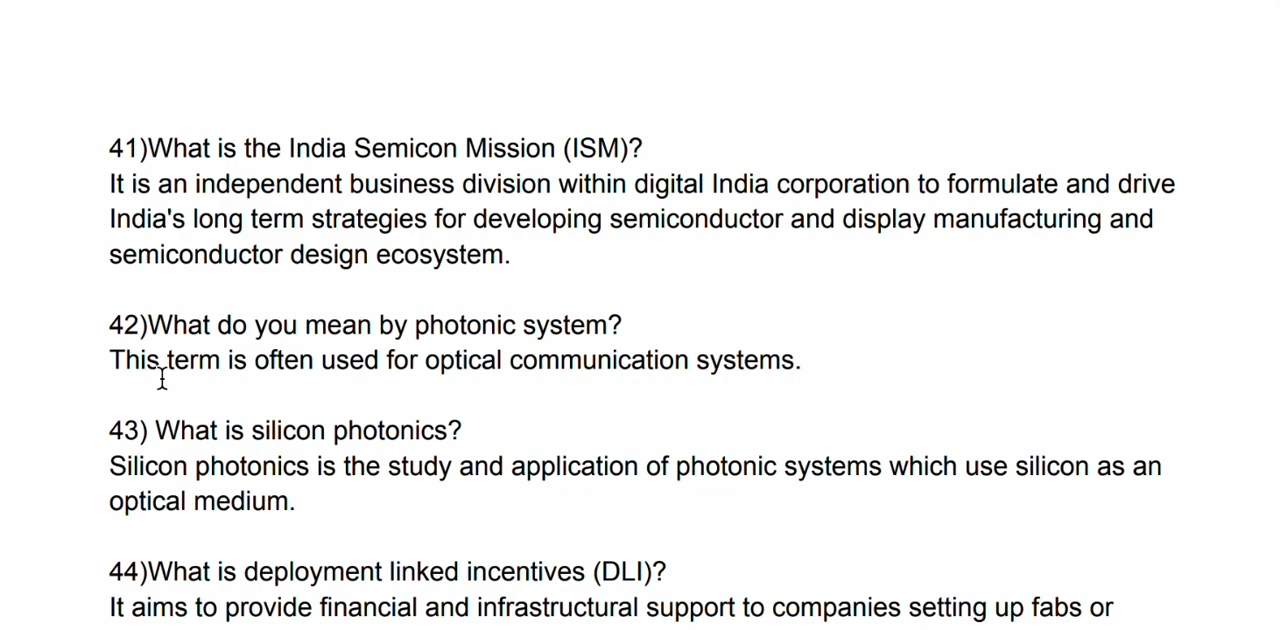 41)What is the India Semicon Mission (ISM)?
It is an independent business division within digital India corporation to formulate and drive
India's long term strategies for developing semiconductor and display manufacturing and
semiconductor design ecosystem.
42)What do you mean by photonic system?
This term is often used for optical communication systems.
43) What is silicon photonics?
Silicon photonics is the study and application of photonic systems which use silicon as an
optical medium.
44)What is deployment linked incentives (DLI)?
It aims to provide financial and infrastructural support to companies setting up fabs or